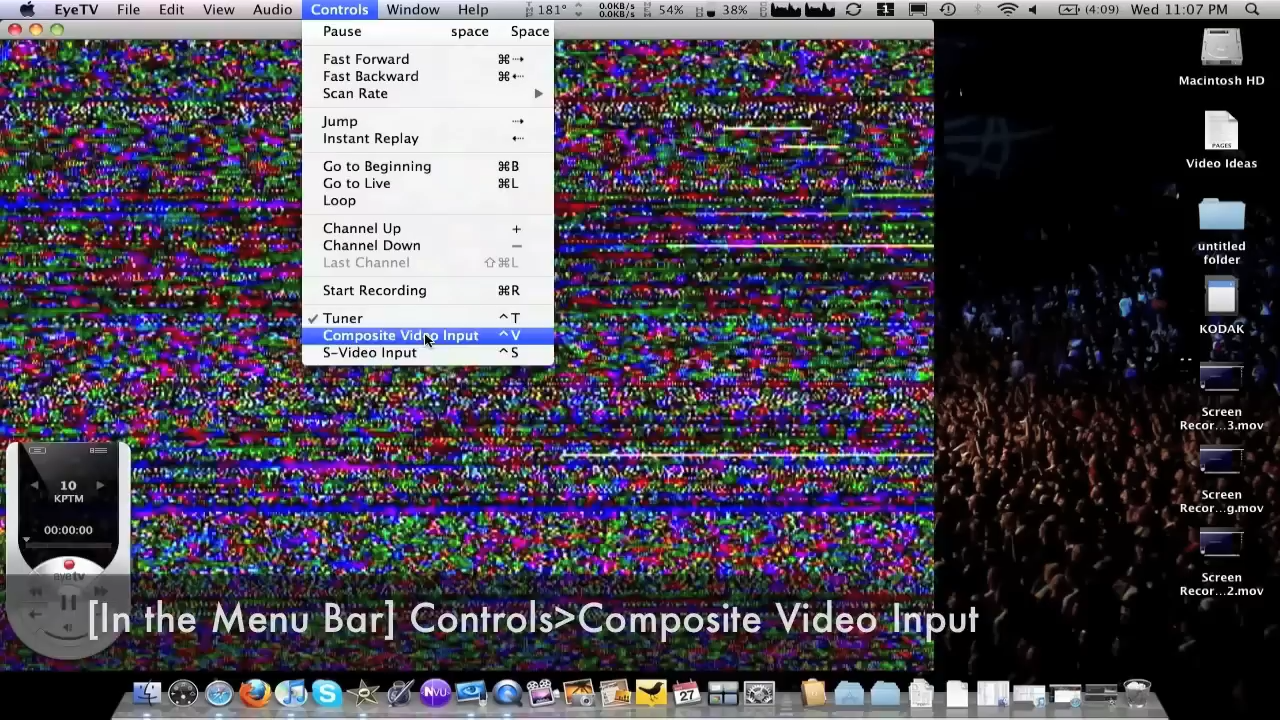 EyeTV File Edit View Audio Controls Window Help 181° 0.0KB/s 0.0KB/s 54% 38% 1 (4:09) Wed 11:07 PM
Pause space Space
Fast Forward ⌘⇢
Fast Backward ⌘⇠
Scan Rate ▶
Jump ⇢
Instant Replay ⇠
Go to Beginning ⌘B
Go to Live ⌘L
Loop
Channel Up +
Channel Down –
Last Channel ⇧⌘L
Start Recording ⌘R
✓ Tuner ^T
Composite Video Input ^V
S-Video Input ^S
Macintosh HD
PAGES
Video Ideas
untitled
folder
KODAK
Screen
Recor...3.mov
Screen
Recor...g.mov
Screen
Recor...2.mov
10
KPTM
00:00:00
eyetv
[In the Menu Bar] Controls>Composite Video Input
NVU
27